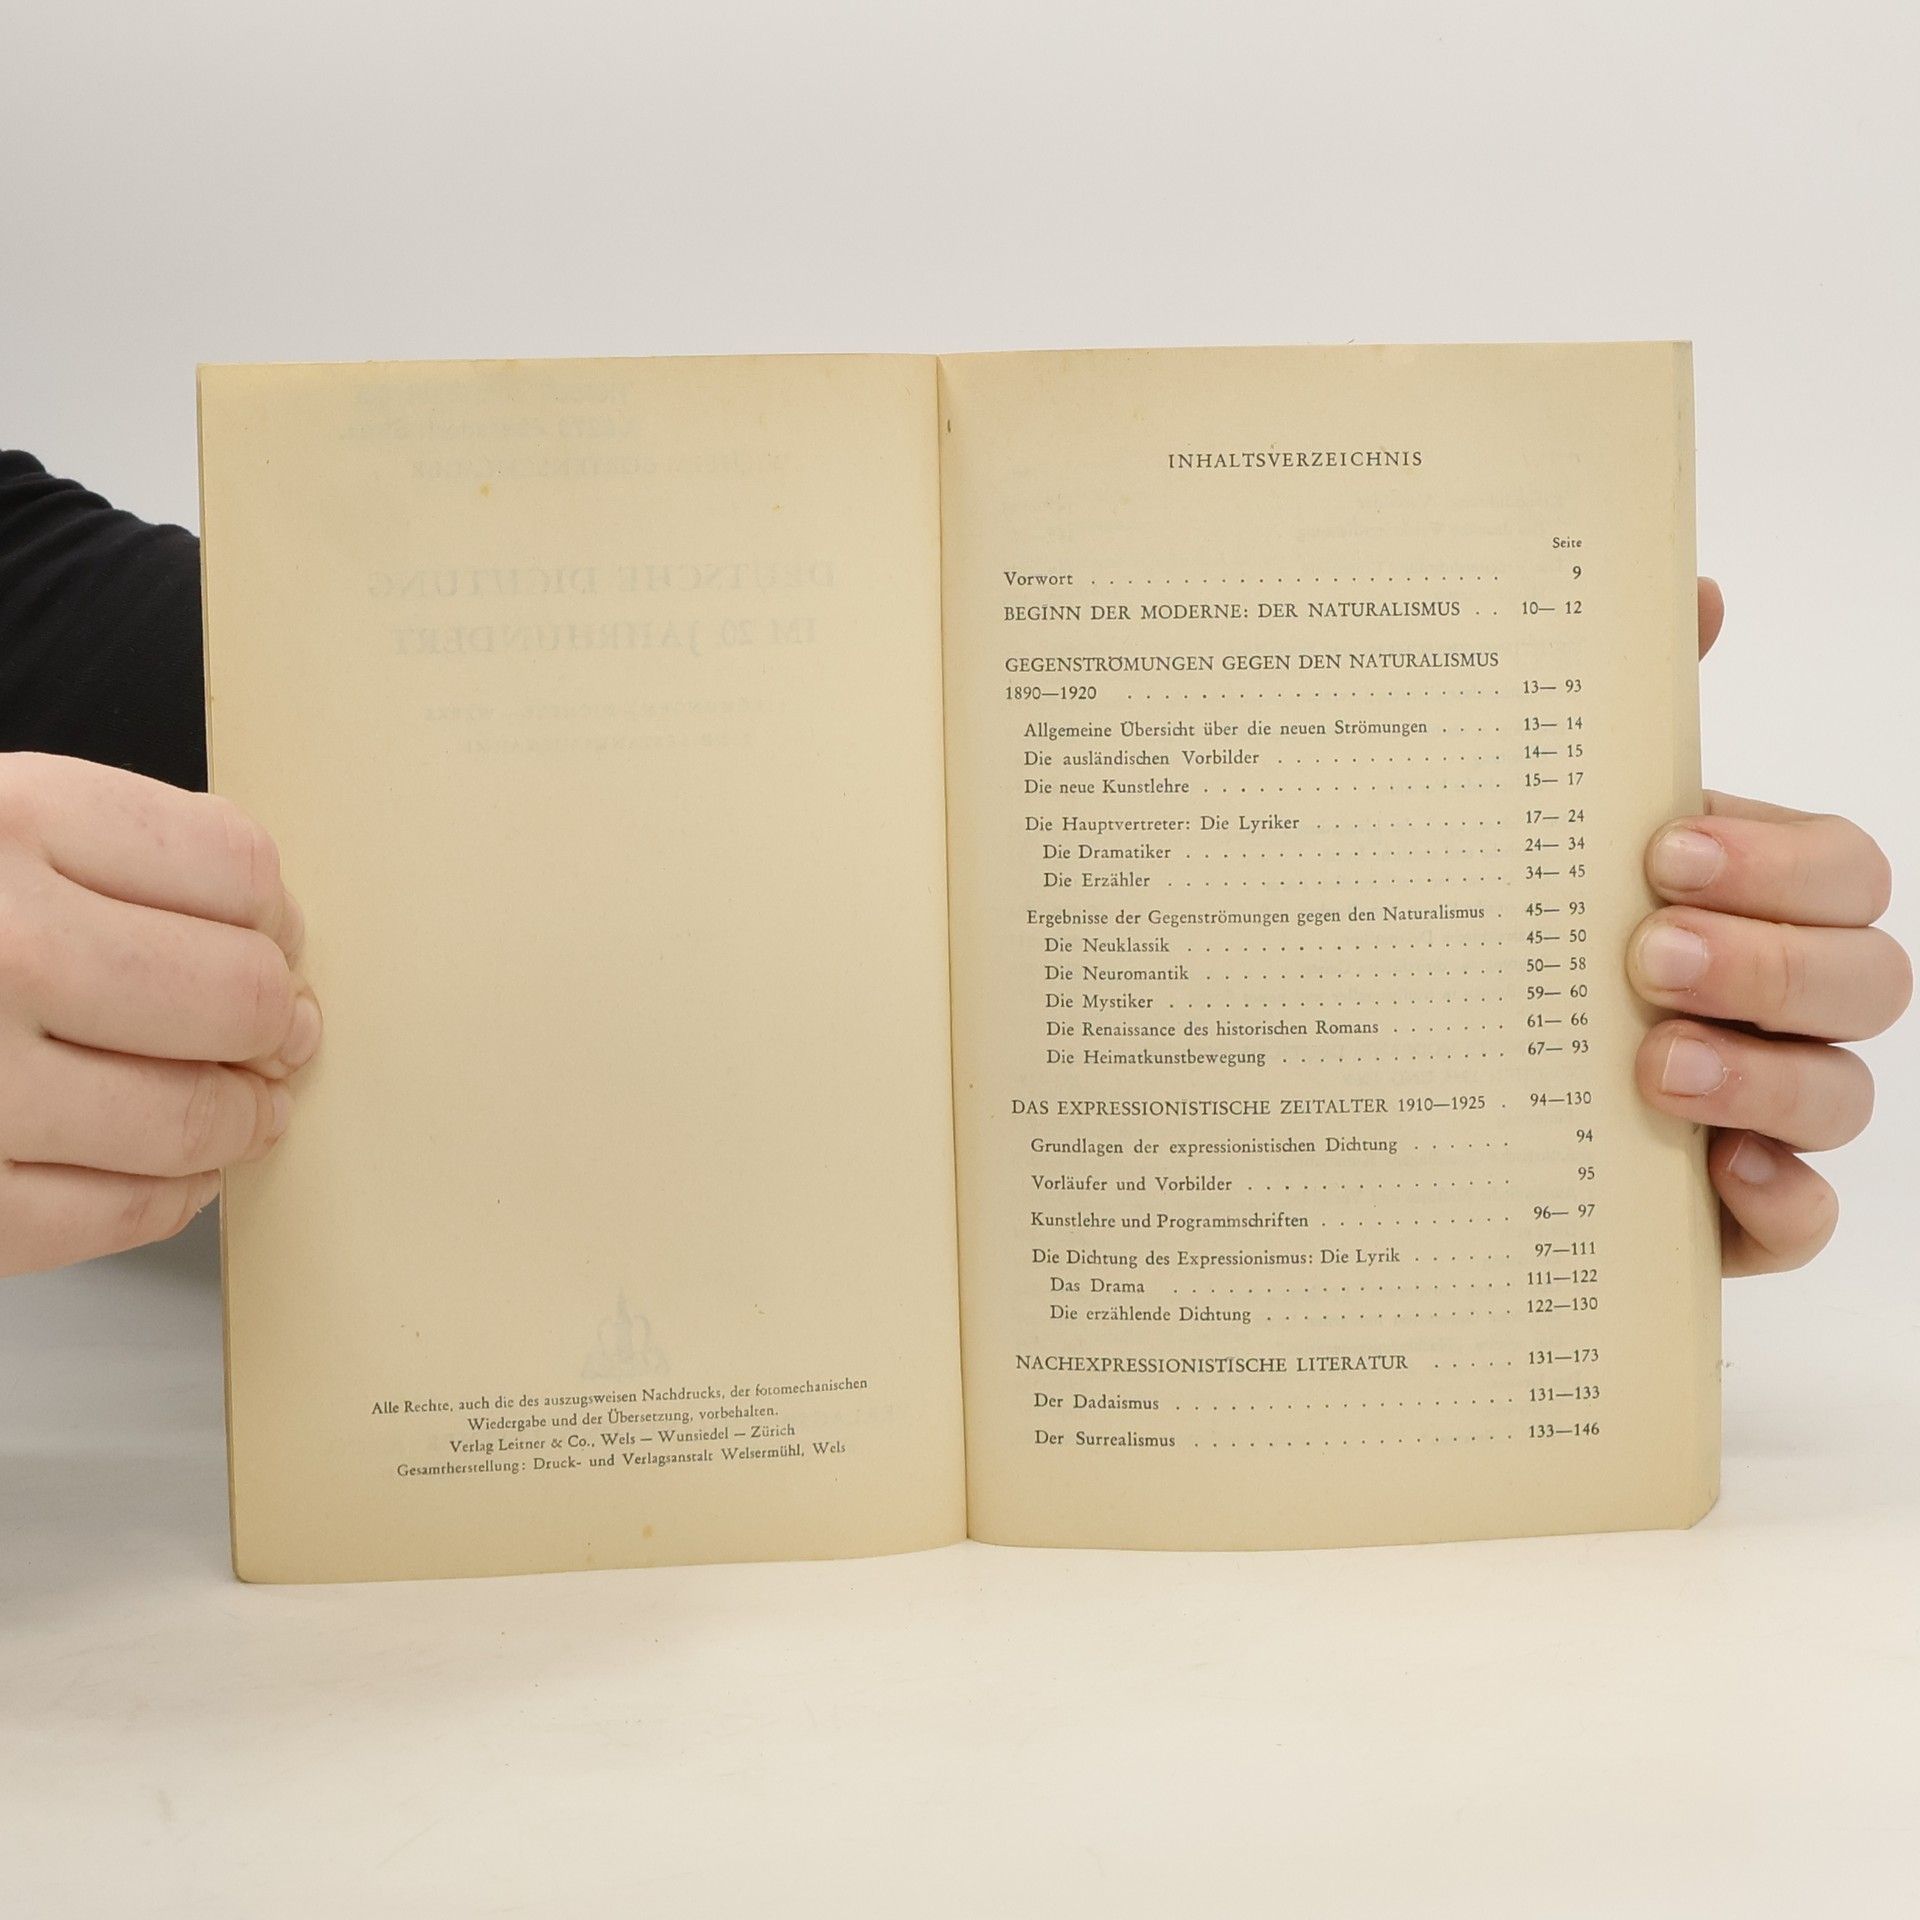 Alle Rechte, auch die des auszugsweisen Nachdrucks, der fotomechanischen
Wiedergabe und der Übersetzung, vorbehalten.
Verlag Leitner & Co., Wels — Wunsiedel — Zürich
Gesamtherstellung: Druck- und Verlagsanstalt Welsermühl, Wels
INHALTSVERZEICHNIS
Seite
Vorwort . . . . . . . . . . . . . . . . . . . . . . . 9
BEGINN DER MODERNE: DER NATURALISMUS . . 10— 12
GEGENSTRÖMUNGEN GEGEN DEN NATURALISMUS
1890—1920 . . . . . . . . . . . . . . . . . . . . . 13— 93
Allgemeine Übersicht über die neuen Strömungen . . . . 13— 14
Die ausländischen Vorbilder . . . . . . . . . . . . . 14— 15
Die neue Kunstlehre . . . . . . . . . . . . . . . . . 15— 17
Die Hauptvertreter: Die Lyriker . . . . . . . . . . . 17— 24
Die Dramatiker . . . . . . . . . . . . . . . . . . 24— 34
Die Erzähler . . . . . . . . . . . . . . . . . . . 34— 45
Ergebnisse der Gegenströmungen gegen den Naturalismus . 45— 93
Die Neuklassik . . . . . . . . . . . . . . . . . . 45— 50
Die Neuromantik . . . . . . . . . . . . . . . . . 50— 58
Die Mystiker . . . . . . . . . . . . . . . . . . . 59— 60
Die Renaissance des historischen Romans . . . . . . . 61— 66
Die Heimatkunstbewegung . . . . . . . . . . . . . 67— 93
DAS EXPRESSIONISTISCHE ZEITALTER 1910—1925 . 94—130
Grundlagen der expressionistischen Dichtung . . . . . . 94
Vorläufer und Vorbilder . . . . . . . . . . . . . . . 95
Kunstlehre und Programmschriften . . . . . . . . . . . 96— 97
Die Dichtung des Expressionismus: Die Lyrik . . . . . . 97—111
Das Drama . . . . . . . . . . . . . . . . . . . 111—122
Die erzählende Dichtung . . . . . . . . . . . . . . 122—130
NACHEXPRESSIONISTISCHE LITERATUR . . . . . 131—173
Der Dadaismus . . . . . . . . . . . . . . . . . . . 131—133
Der Surrealismus . . . . . . . . . . . . . . . . . . 133—146